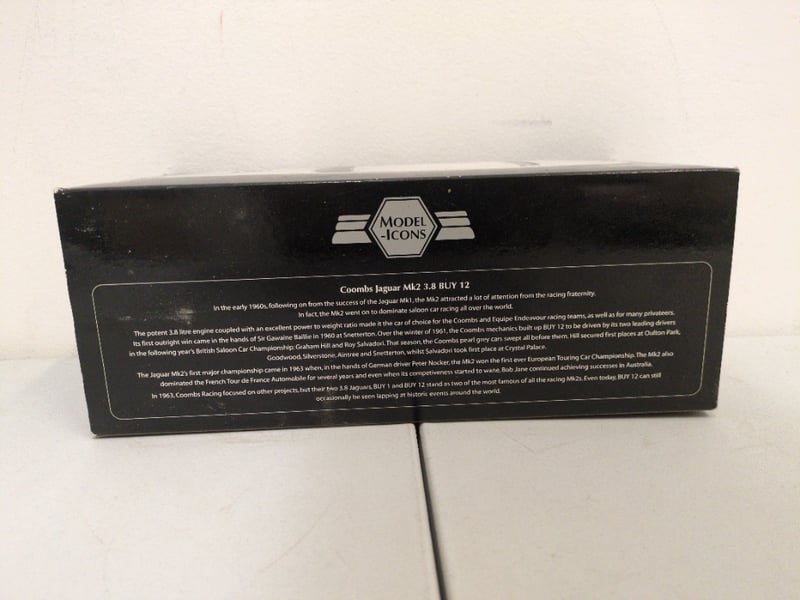 MODEL
-ICONS
Coombs Jaguar Mk2 3.8 BUY 12
In the early 1960s, following on from the success of the Jaguar Mk1, the Mk2 attracted a lot of attention from the racing fraternity.
In fact, the Mk2 went on to dominate saloon car racing all over the world.
The potent 3.8 litre engine coupled with an excellent power to weight ratio made it the car of choice for the Coombs and Equipe Endeavour racing teams, as well as for many privateers.
Its first outright win came in the hands of Sir Gawaine Baillie in 1960 at Snetterton. Over the winter of 1961, the Coombs mechanics built up BUY 12 to be driven by its two leading drivers
in the following year's British Saloon Car Championship: Graham Hill and Roy Salvadori. That season, the Coombs pearl grey cars swept all before them. Hill secured first places at Oulton Park,
Goodwood, Silverstone, Aintree and Snetterton, whilst Salvadori took first place at Crystal Palace.
The Jaguar Mk2's first major championship came in 1963 when, in the hands of German driver Peter Nocker, the Mk2 won the first ever European Touring Car Championship. The Mk2 also
dominated the French Tour de France Automobile for several years and even when its competiveness started to wane, Bob Jane continued achieving successes in Australia.
In 1963, Coombs Racing focused on other projects, but their two 3.8 Jaguars, BUY 1 and BUY 12 stand as two of the most famous of all the racing Mk2s. Even today, BUY 12 can still
occasionally be seen lapping at historic events around the world.